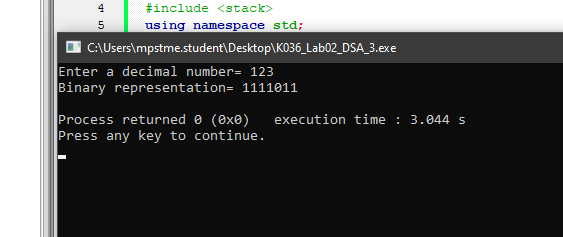 4 #include <stack>
5 using namespace std;
C:\Users\mpstme.student\Desktop\K036_Lab02_DSA_3.exe
Enter a decimal number= 123
Binary representation= 1111011
Process returned 0 (0x0)   execution time : 3.044 s
Press any key to continue.